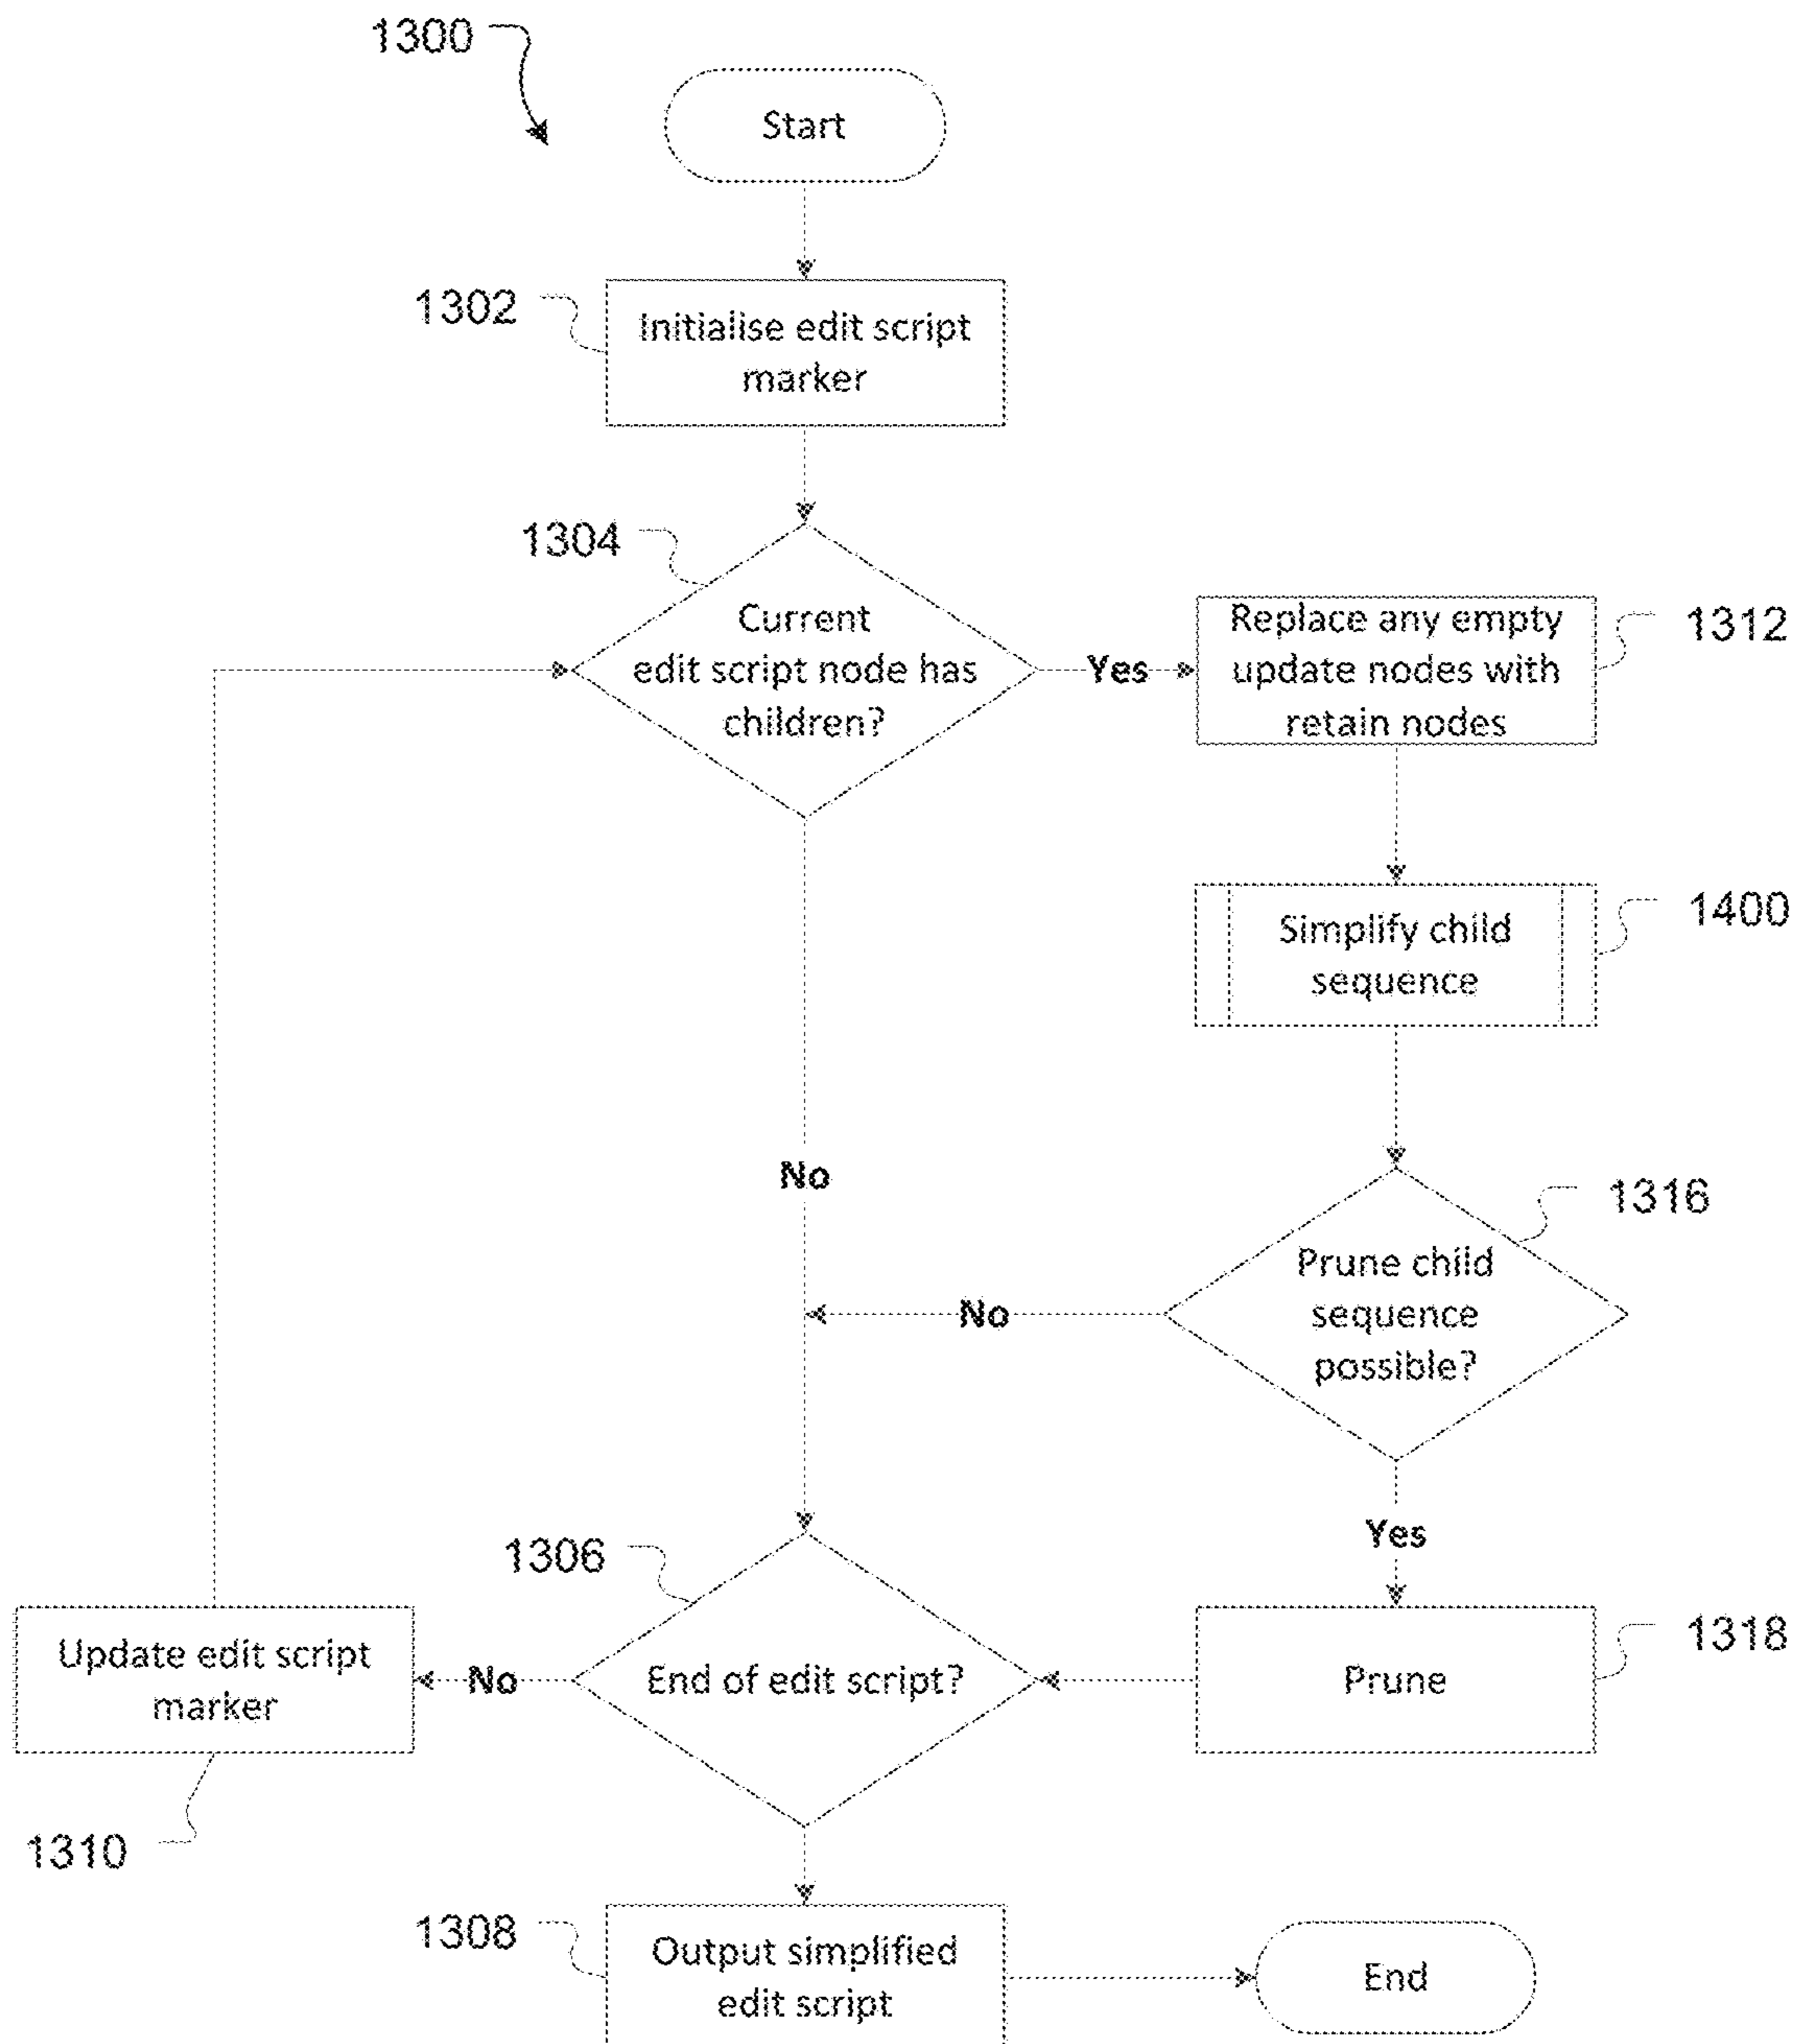 1300
Start
1302
Initialise edit script
marker
1304
Current
edit script node has
children?
Yes
Replace any empty
update nodes with
retain nodes
1312
Simplify child
sequence
1400
No
1316
Prune child
sequence
possible?
No
Yes
1306
End of edit script?
No
Update edit script
marker
1310
Prune
1318
1308
Output simplified
edit script
End